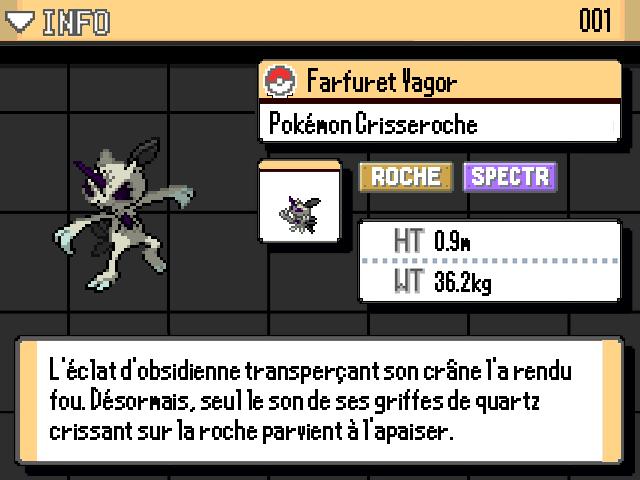 INFO
001
Farfuret Yagor
Pokémon Crisseroche
ROCHE
SPECTR
HT 0.9m
WT 36.2kg
L'éclat d'obsidienne transperçant son crâne l'a rendu
fou. Désormais, seul le son de ses griffes de quartz
crissant sur la roche parvient à l'apaiser.